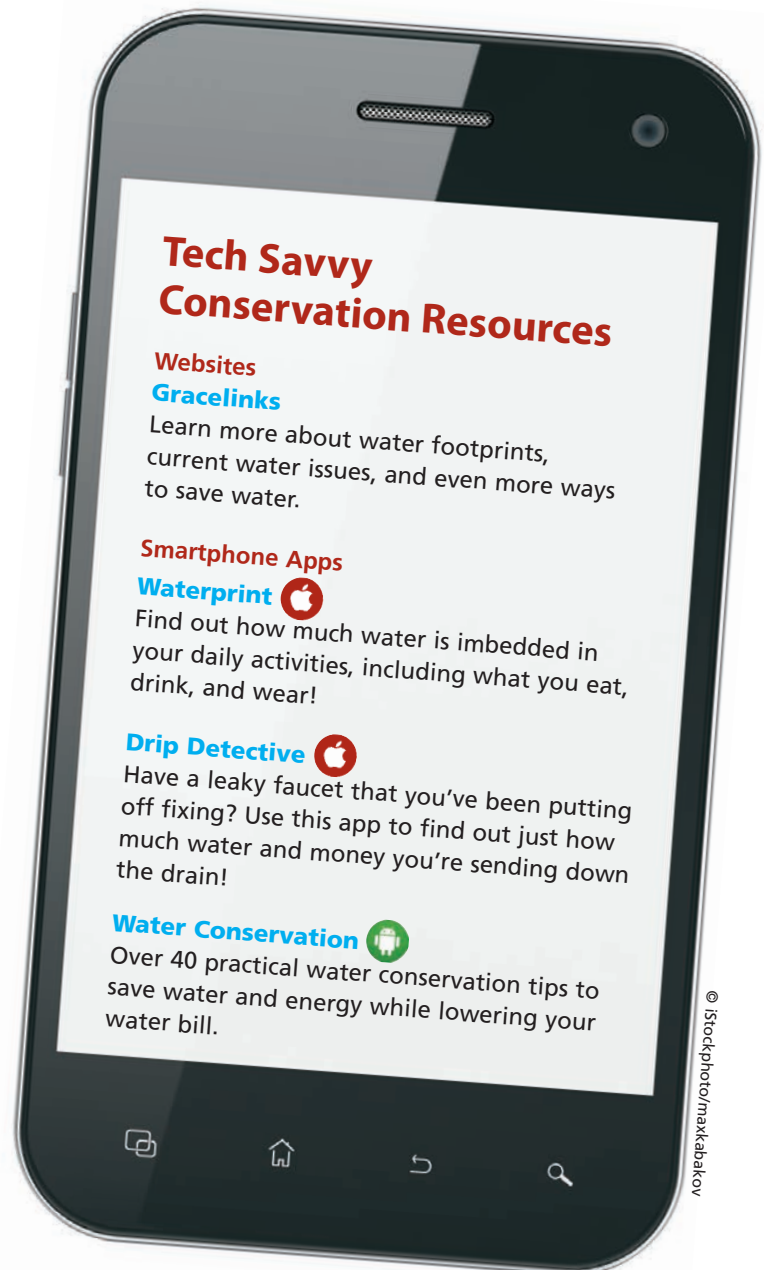 Tech Savvy
Conservation Resources
Websites
Gracelinks
Learn more about water footprints,
current water issues, and even more ways
to save water.
Smartphone Apps
Waterprint
Find out how much water is imbedded in
your daily activities, including what you eat,
drink, and wear!
Drip Detective
Have a leaky faucet that you've been putting
off fixing? Use this app to find out just how
much water and money you're sending down
the drain!
Water Conservation
Over 40 practical water conservation tips to
save water and energy while lowering your
water bill.
© iStockphoto/maxkabakov